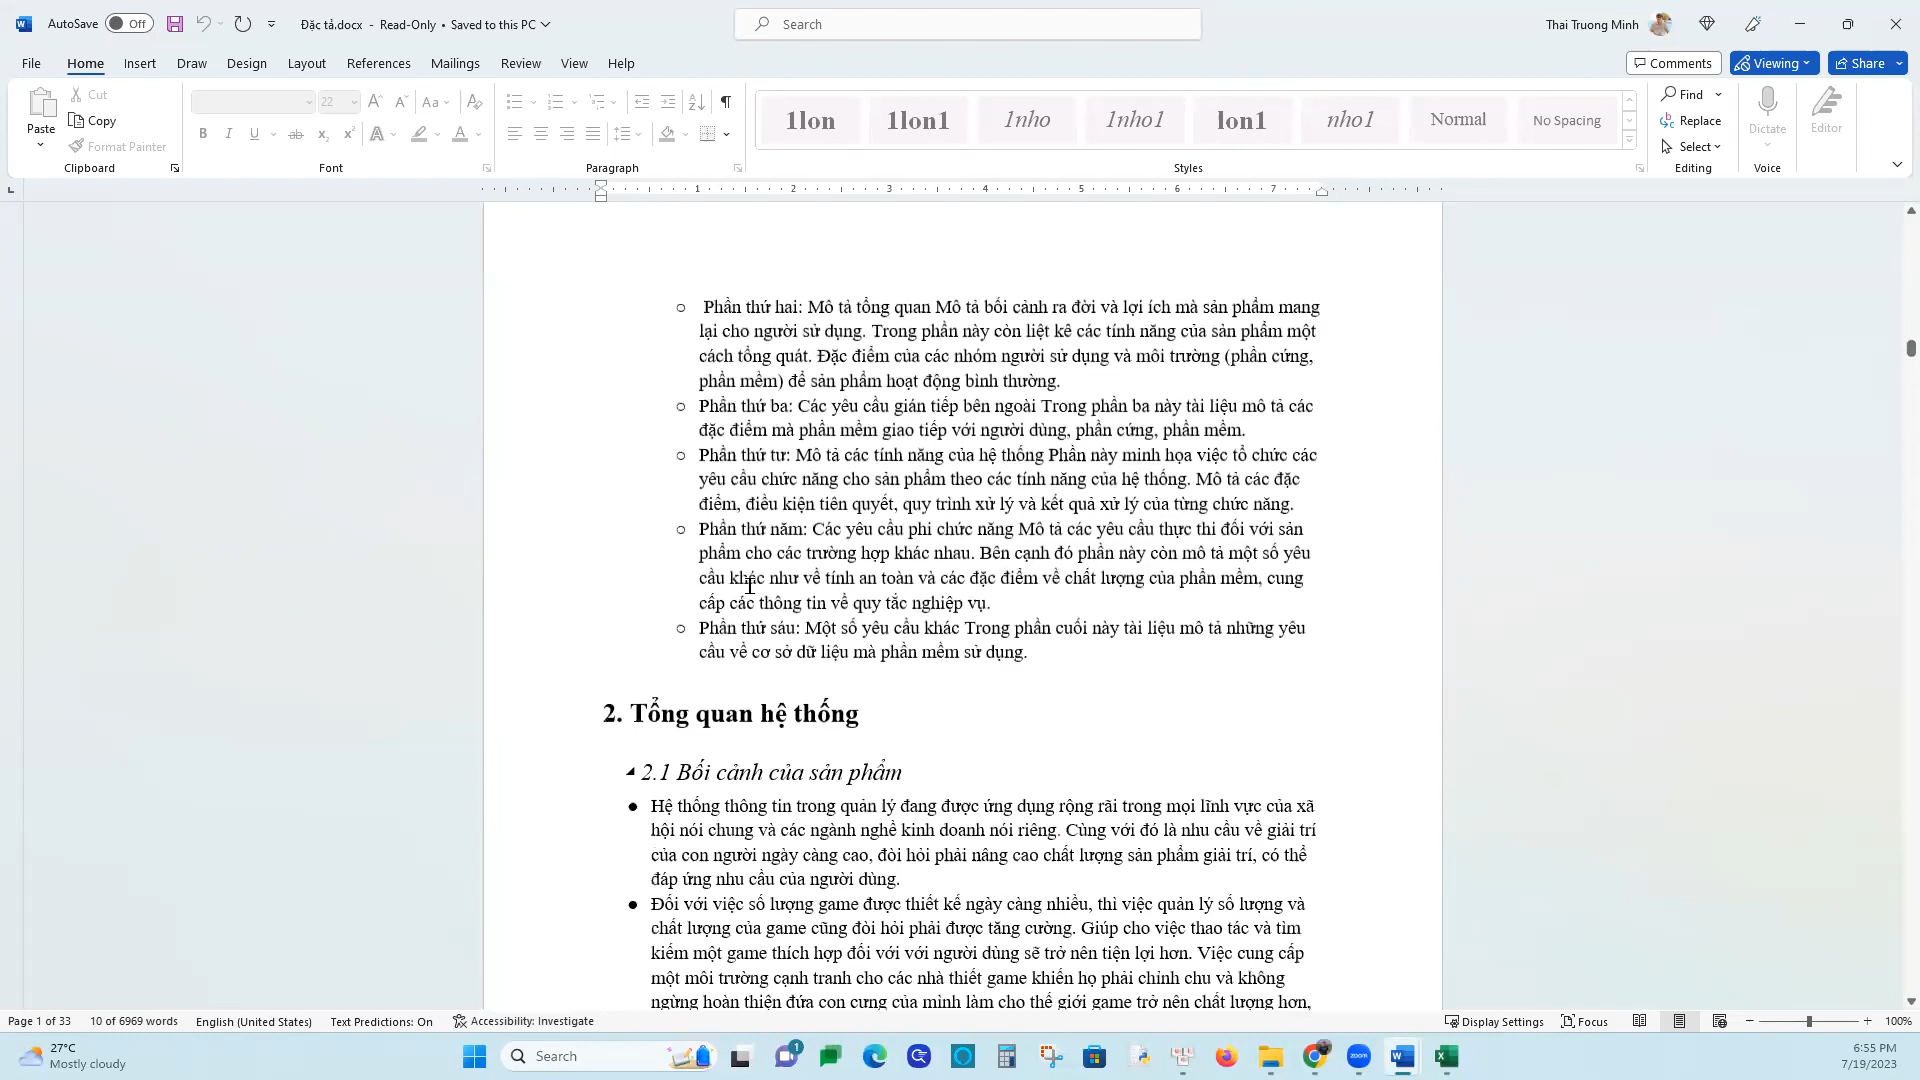 AutoSave Off Đặc tả.docx - Read-Only • Saved to this PC Search Thai Truong Minh
File Home Insert Draw Design Layout References Mailings Review View Help Comments Viewing Share
Paste Cut Copy Format Painter Clipboard
22 Aa Font
Paragraph
1lon 1lon1 1nho 1nho1 lon1 nho1 Normal No Spacing Styles
Find Replace Select Editing
Dictate Voice
Editor
1 2 3 4 5 6 7
○ Phần thứ hai: Mô tả tổng quan Mô tả bối cảnh ra đời và lợi ích mà sản phẩm mang
lại cho người sử dụng. Trong phần này còn liệt kê các tính năng của sản phẩm một
cách tổng quát. Đặc điểm của các nhóm người sử dụng và môi trường (phần cứng,
phần mềm) để sản phẩm hoạt động bình thường.
○ Phần thứ ba: Các yêu cầu gián tiếp bên ngoài Trong phần ba này tài liệu mô tả các
đặc điểm mà phần mềm giao tiếp với người dùng, phần cứng, phần mềm.
○ Phần thứ tư: Mô tả các tính năng của hệ thống Phần này minh họa việc tổ chức các
yêu cầu chức năng cho sản phẩm theo các tính năng của hệ thống. Mô tả các đặc
điểm, điều kiện tiên quyết, quy trình xử lý và kết quả xử lý của từng chức năng.
○ Phần thứ năm: Các yêu cầu phi chức năng Mô tả các yêu cầu thực thi đối với sản
phẩm cho các trường hợp khác nhau. Bên cạnh đó phần này còn mô tả một số yêu
cầu khác như về tính an toàn và các đặc điểm về chất lượng của phần mềm, cung
cấp các thông tin về quy tắc nghiệp vụ.
○ Phần thứ sáu: Một số yêu cầu khác Trong phần cuối này tài liệu mô tả những yêu
cầu về cơ sở dữ liệu mà phần mềm sử dụng.
2. Tổng quan hệ thống
2.1 Bối cảnh của sản phẩm
● Hệ thống thông tin trong quản lý đang được ứng dụng rộng rãi trong mọi lĩnh vực của xã
hội nói chung và các ngành nghề kinh doanh nói riêng. Cùng với đó là nhu cầu về giải trí
của con người ngày càng cao, đòi hỏi phải nâng cao chất lượng sản phẩm giải trí, có thể
đáp ứng nhu cầu của người dùng.
● Đối với việc số lượng game được thiết kế ngày càng nhiều, thì việc quản lý số lượng và
chất lượng của game cũng đòi hỏi phải được tăng cường. Giúp cho việc thao tác và tìm
kiếm một game thích hợp đối với với người dùng sẽ trở nên tiện lợi hơn. Việc cung cấp
một môi trường cạnh tranh cho các nhà thiết game khiến họ phải chỉnh chu và không
ngừng hoàn thiện đứa con cưng của mình làm cho thế giới game trở nên chất lượng hơn,
Page 1 of 33 10 of 6969 words English (United States) Text Predictions: On Accessibility: Investigate Display Settings Focus 100%
27°C
Mostly cloudy
Search
1
zoom
6:55 PM
7/19/2023